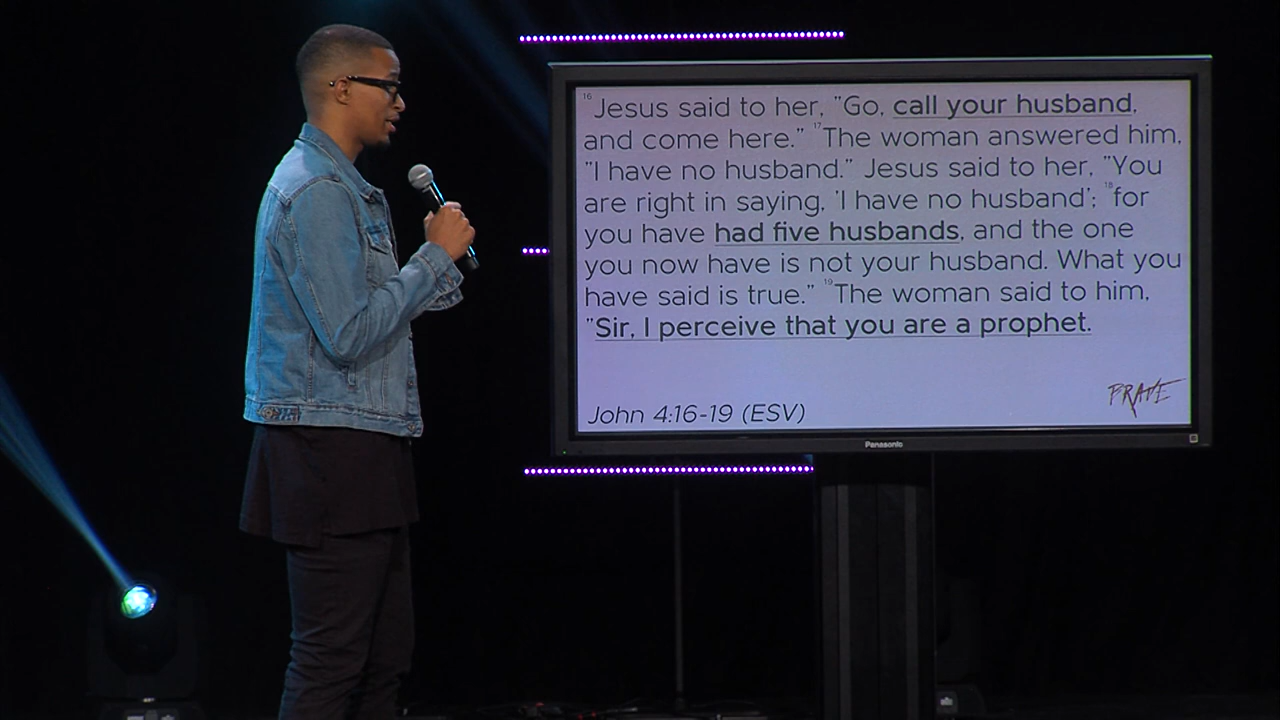 16 Jesus said to her, "Go, call your husband,
and come here." 17 The woman answered him,
"I have no husband." Jesus said to her, "You
are right in saying, 'I have no husband'; 18 for
you have had five husbands, and the one
you now have is not your husband. What you
have said is true." 19 The woman said to him,
"Sir, I perceive that you are a prophet.
John 4:16-19 (ESV)
Panasonic